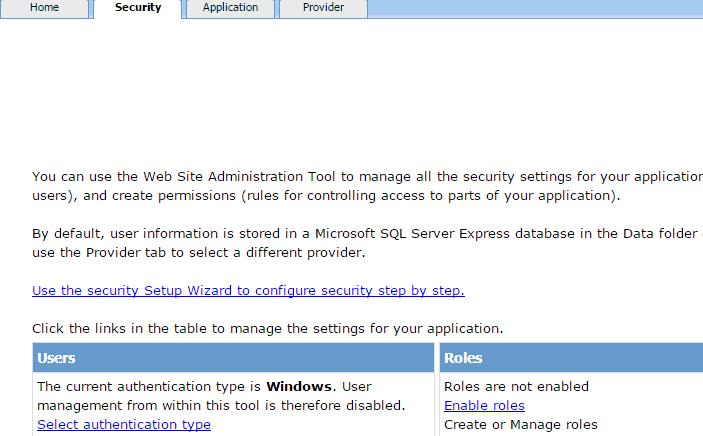 Home Security Application Provider
You can use the Web Site Administration Tool to manage all the security settings for your application
users), and create permissions (rules for controlling access to parts of your application).
By default, user information is stored in a Microsoft SQL Server Express database in the Data folder
use the Provider tab to select a different provider.
Use the security Setup Wizard to configure security step by step.
Click the links in the table to manage the settings for your application.
Users
The current authentication type is Windows. User
management from within this tool is therefore disabled.
Select authentication type
Roles
Roles are not enabled
Enable roles
Create or Manage roles